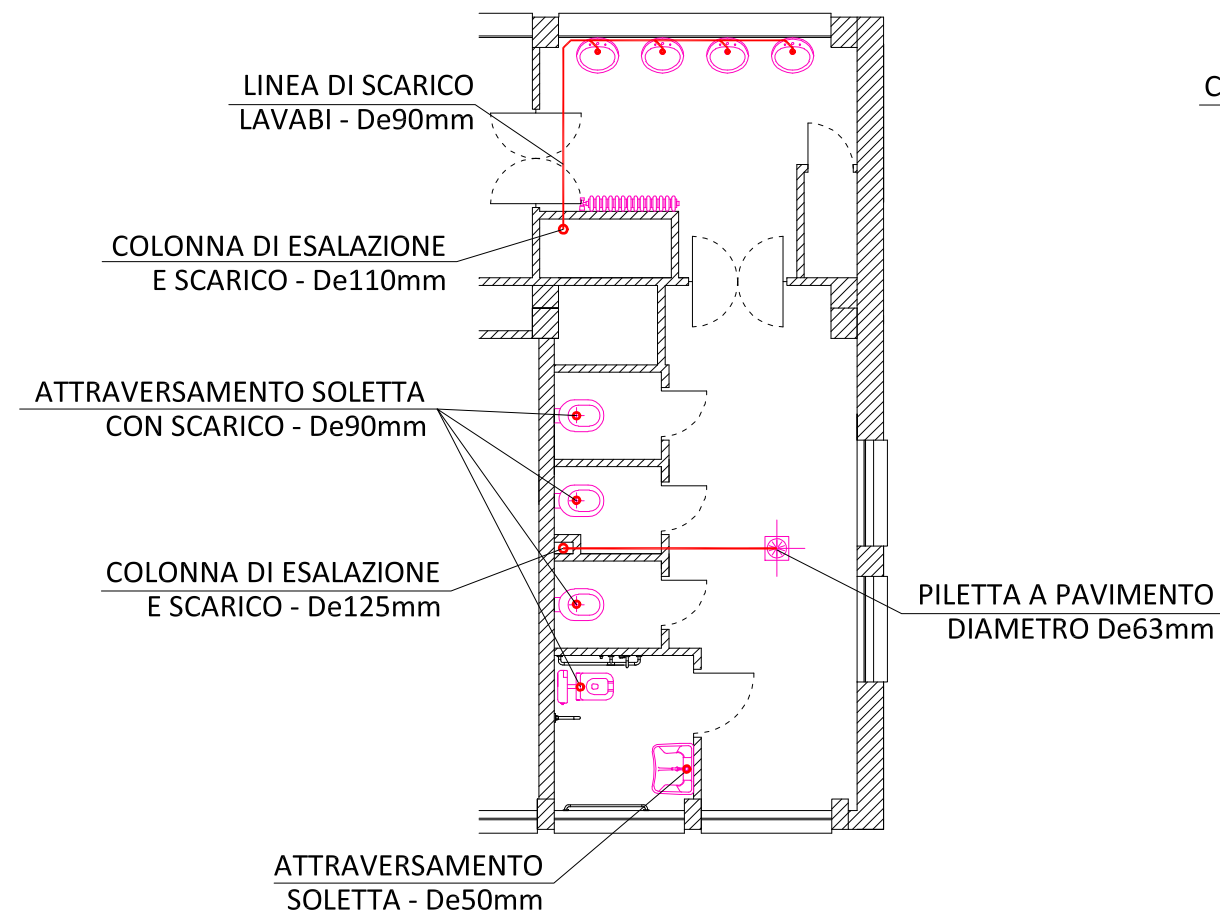 LINEA DI SCARICO
LAVABI - De90mm
C
COLONNA DI ESALAZIONE
E SCARICO - De110mm
ATTRAVERSAMENTO SOLETTA
CON SCARICO - De90mm
COLONNA DI ESALAZIONE
E SCARICO - De125mm
PILETTA A PAVIMENTO
DIAMETRO De63mm
ATTRAVERSAMENTO
SOLETTA - De50mm